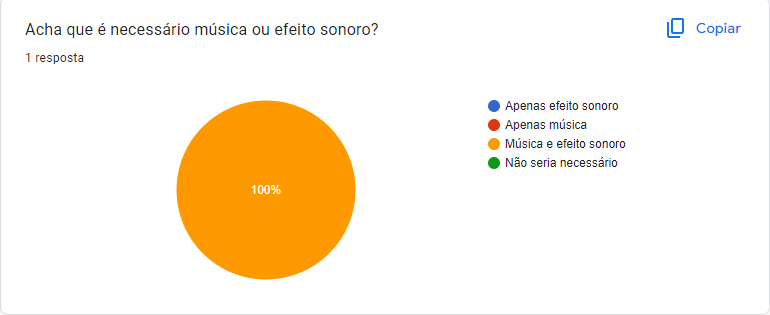 Acha que é necessário música ou efeito sonoro?
Copiar
1 resposta
Apenas efeito sonoro
Apenas música
Música e efeito sonoro
Não seria necessário
100%